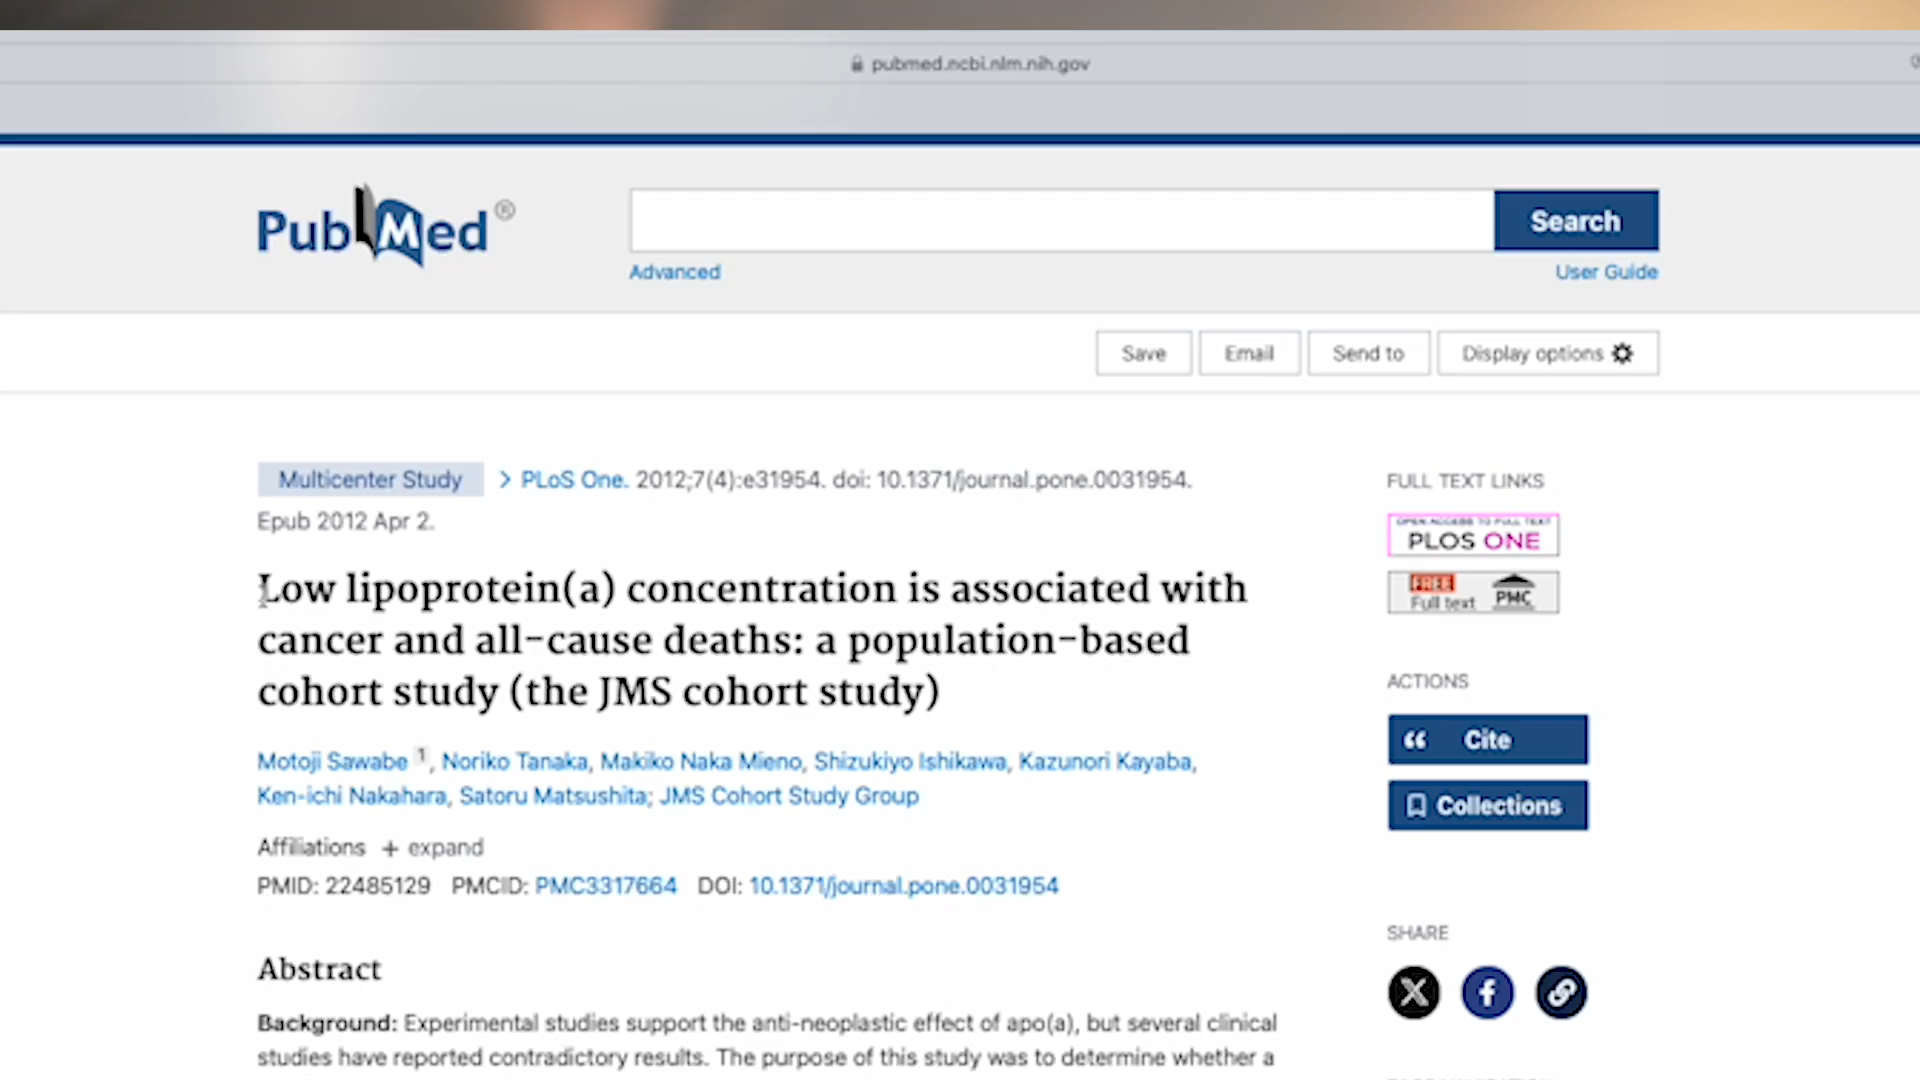 pubmed.ncbi.nlm.nih.gov
PubMed®
Search
Advanced
User Guide
Save
Email
Send to
Display options
Multicenter Study
PLoS One. 2012;7(4):e31954. doi: 10.1371/journal.pone.0031954.
Epub 2012 Apr 2.
Low lipoprotein(a) concentration is associated with
cancer and all-cause deaths: a population-based
cohort study (the JMS cohort study)
Motoji Sawabe 1, Noriko Tanaka, Makiko Naka Mieno, Shizukiyo Ishikawa, Kazunori Kayaba,
Ken-ichi Nakahara, Satoru Matsushita; JMS Cohort Study Group
Affiliations + expand
PMID: 22485129 PMCID: PMC3317664 DOI: 10.1371/journal.pone.0031954
Abstract
Background: Experimental studies support the anti-neoplastic effect of apo(a), but several clinical
studies have reported contradictory results. The purpose of this study was to determine whether a
FULL TEXT LINKS
OPEN ACCESS TO FULL TEXT
PLOS ONE
FREE
Full text PMC
ACTIONS
Cite
Collections
SHARE